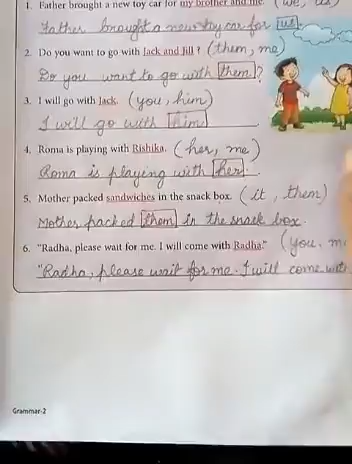 1. Father brought a new toy car for my brother and me. (we, us)
Father brought a new toy car for us
2. Do you want to go with Jack and Jill? (them, me)
Do you want to go with them?
3. I will go with Jack. (you, him)
I will go with him
4. Roma is playing with Rishika. (her, me)
Roma is playing with her.
5. Mother packed sandwiches in the snack box. (it, them)
Mother packed them in the snack box.
6. "Radha, please wait for me. I will come with Radha." (you,
"Radha, please wait for me. I will come with
Grammar-2